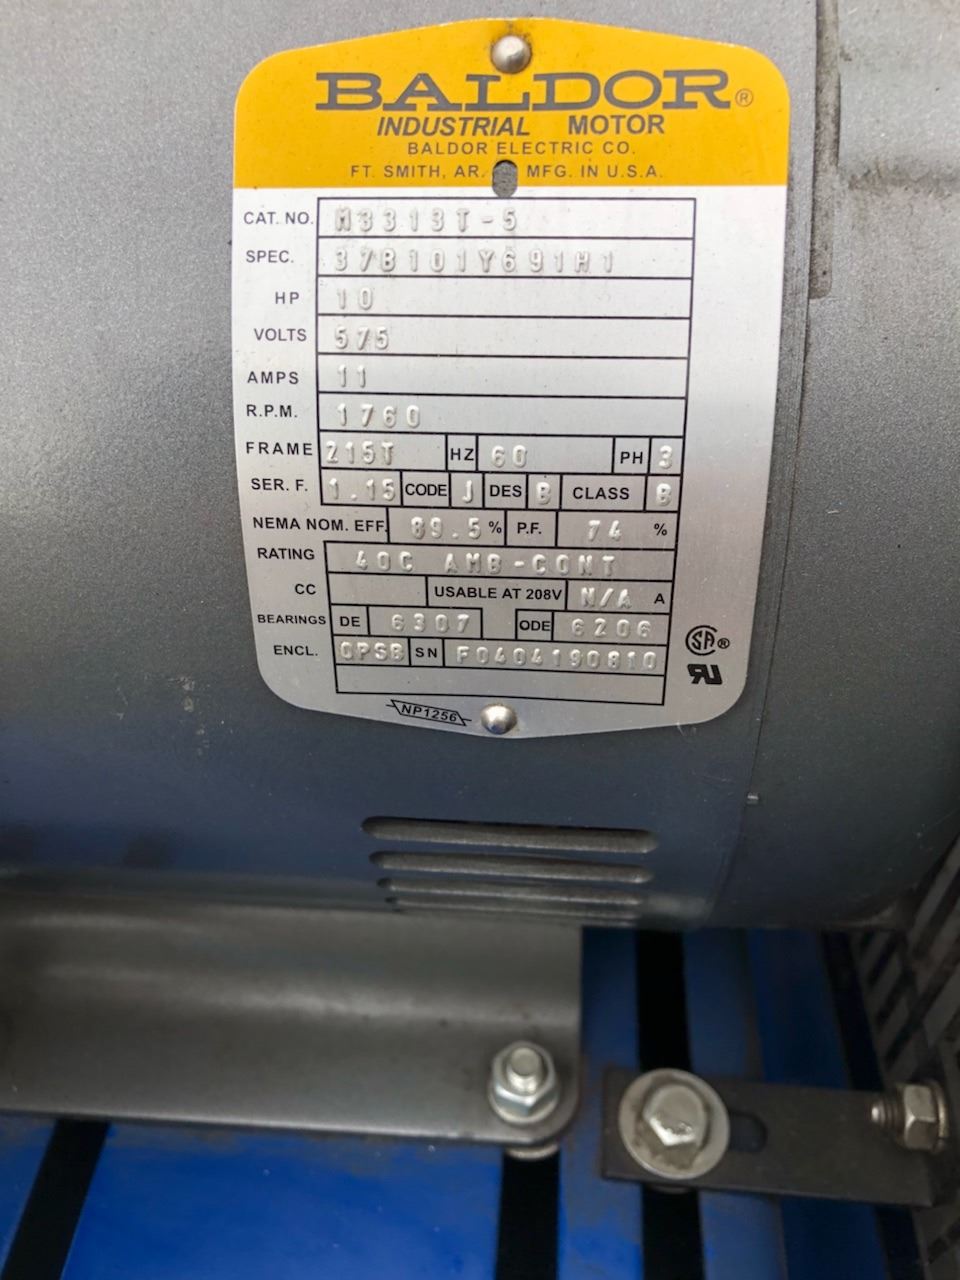 BALDOR®
INDUSTRIAL MOTOR
BALDOR ELECTRIC CO.
FT. SMITH, AR. MFG. IN U.S.A.
CAT. NO. M3313T-5
SPEC. 37B101Y691H1
HP 10
VOLTS 575
AMPS 11
R.P.M. 1760
FRAME 215T HZ 60 PH 3
SER. F. 1.15 CODE J DES B CLASS B
NEMA NOM. EFF. 89.5 % P.F. 74 %
RATING 40C AMB-CONT
CC USABLE AT 208V N/A A
BEARINGS DE 6307 ODE 6206
ENCL. OPSB SN F0404190810
SA®
NP1256